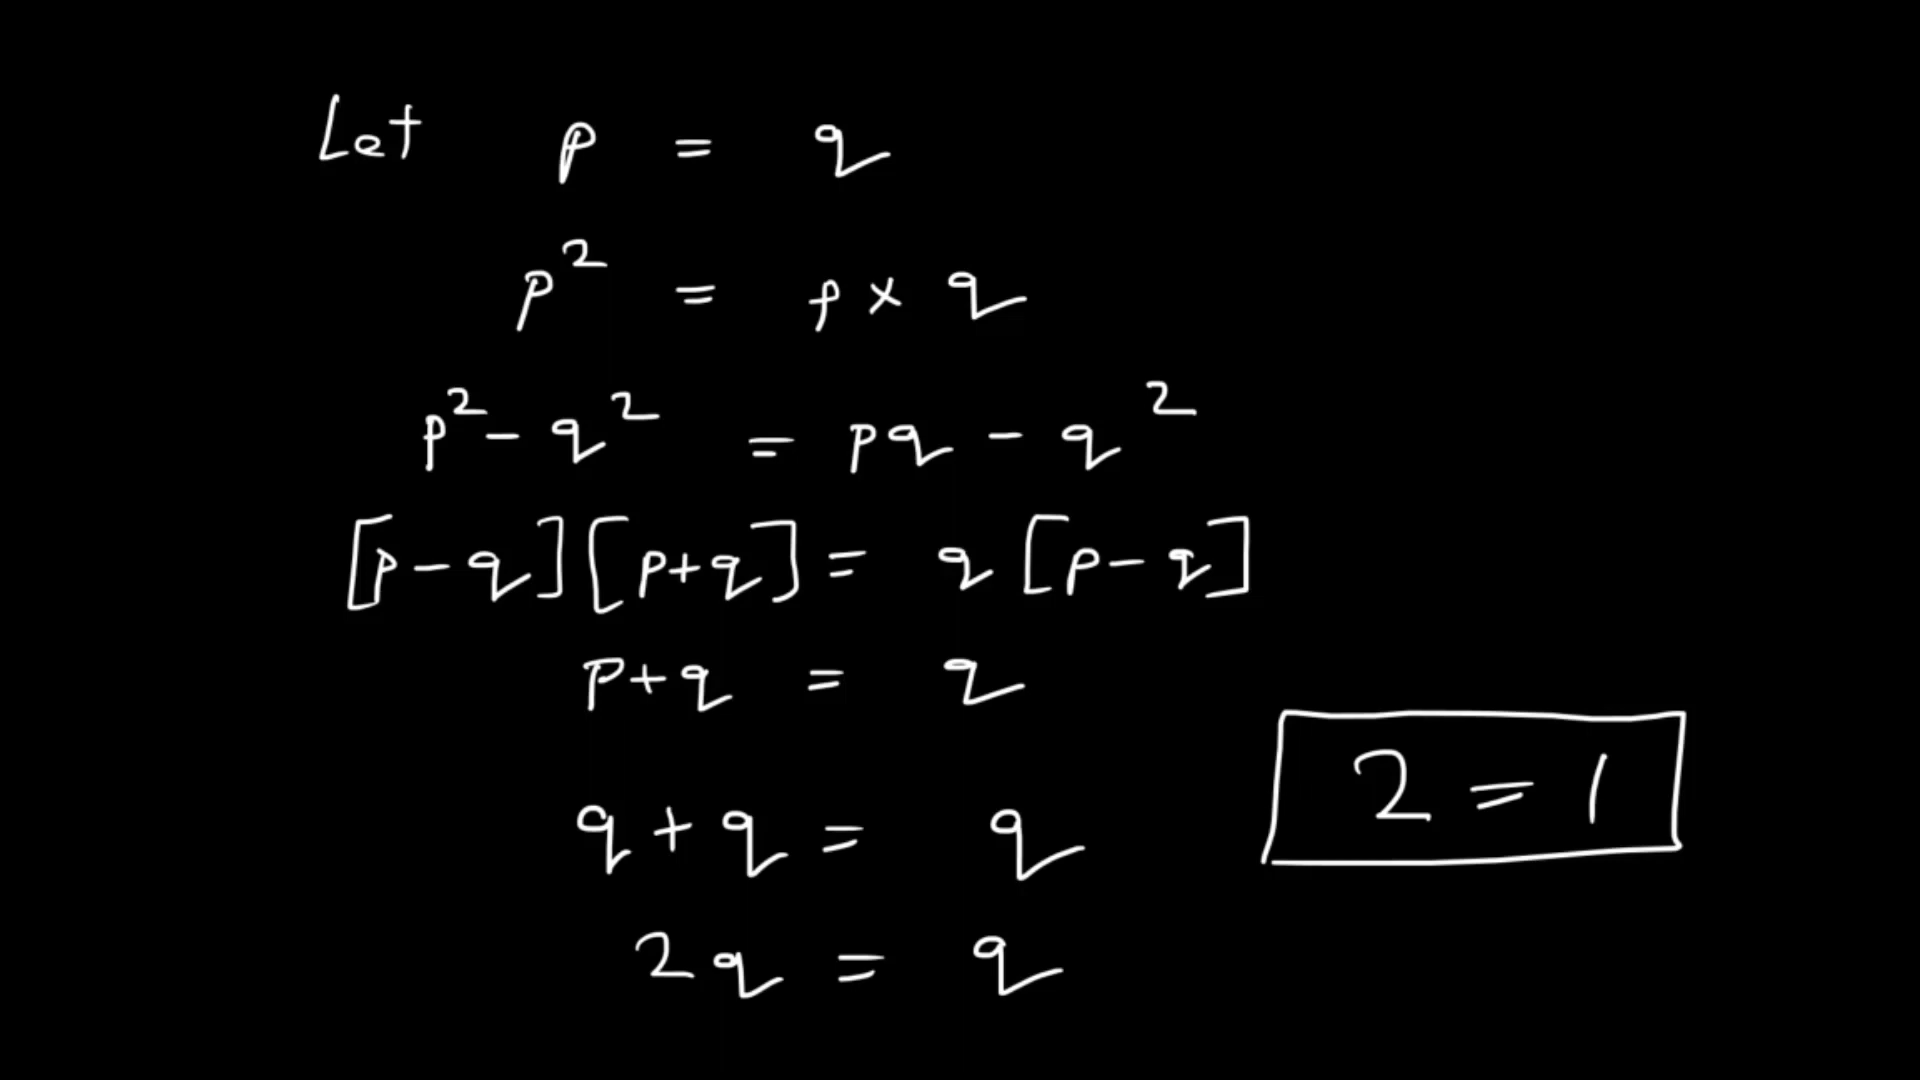 Let p = q
p² = p × q
p² - q² = pq - q²
[p - q][p + q] = q[p - q]
p + q = q
q + q = q
2q = q
2 = 1